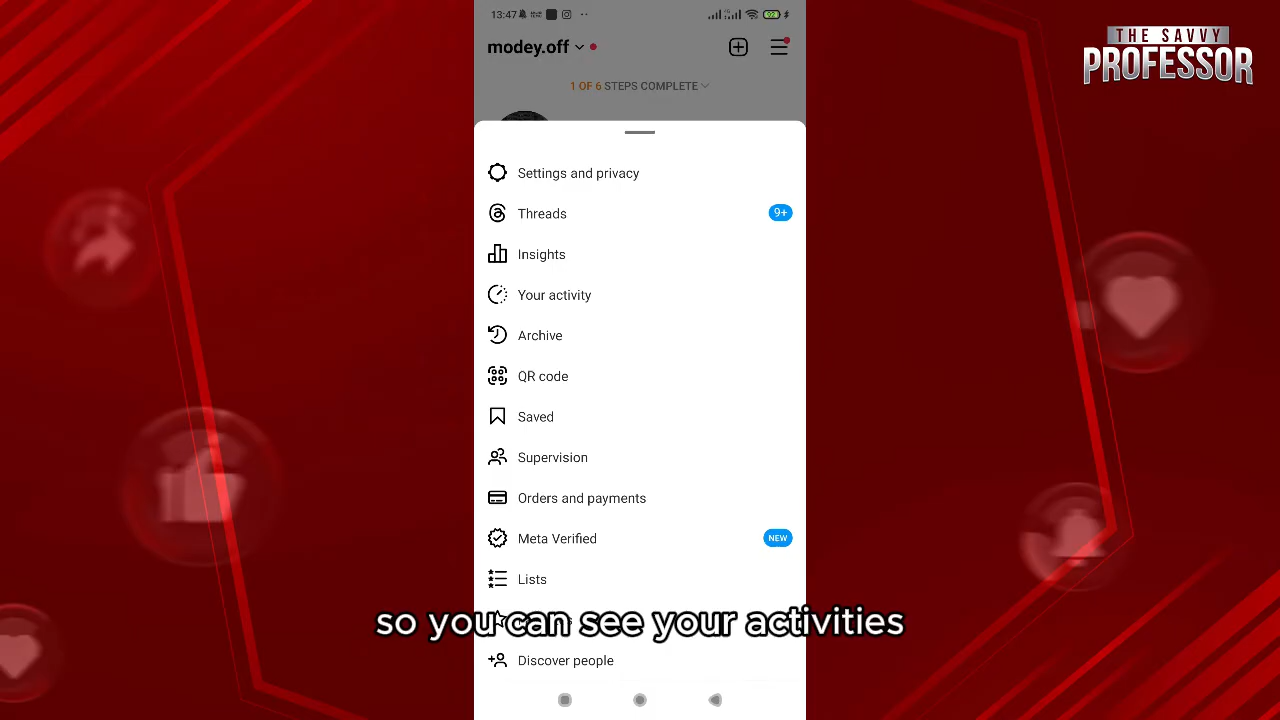 13:47
THE SAVVY
PROFESSOR
modey.off
1 OF 6 STEPS COMPLETE
Settings and privacy
Threads 9+
Insights
Your activity
Archive
QR code
Saved
Supervision
Orders and payments
Meta Verified NEW
Lists
so you can see your activities
Discover people